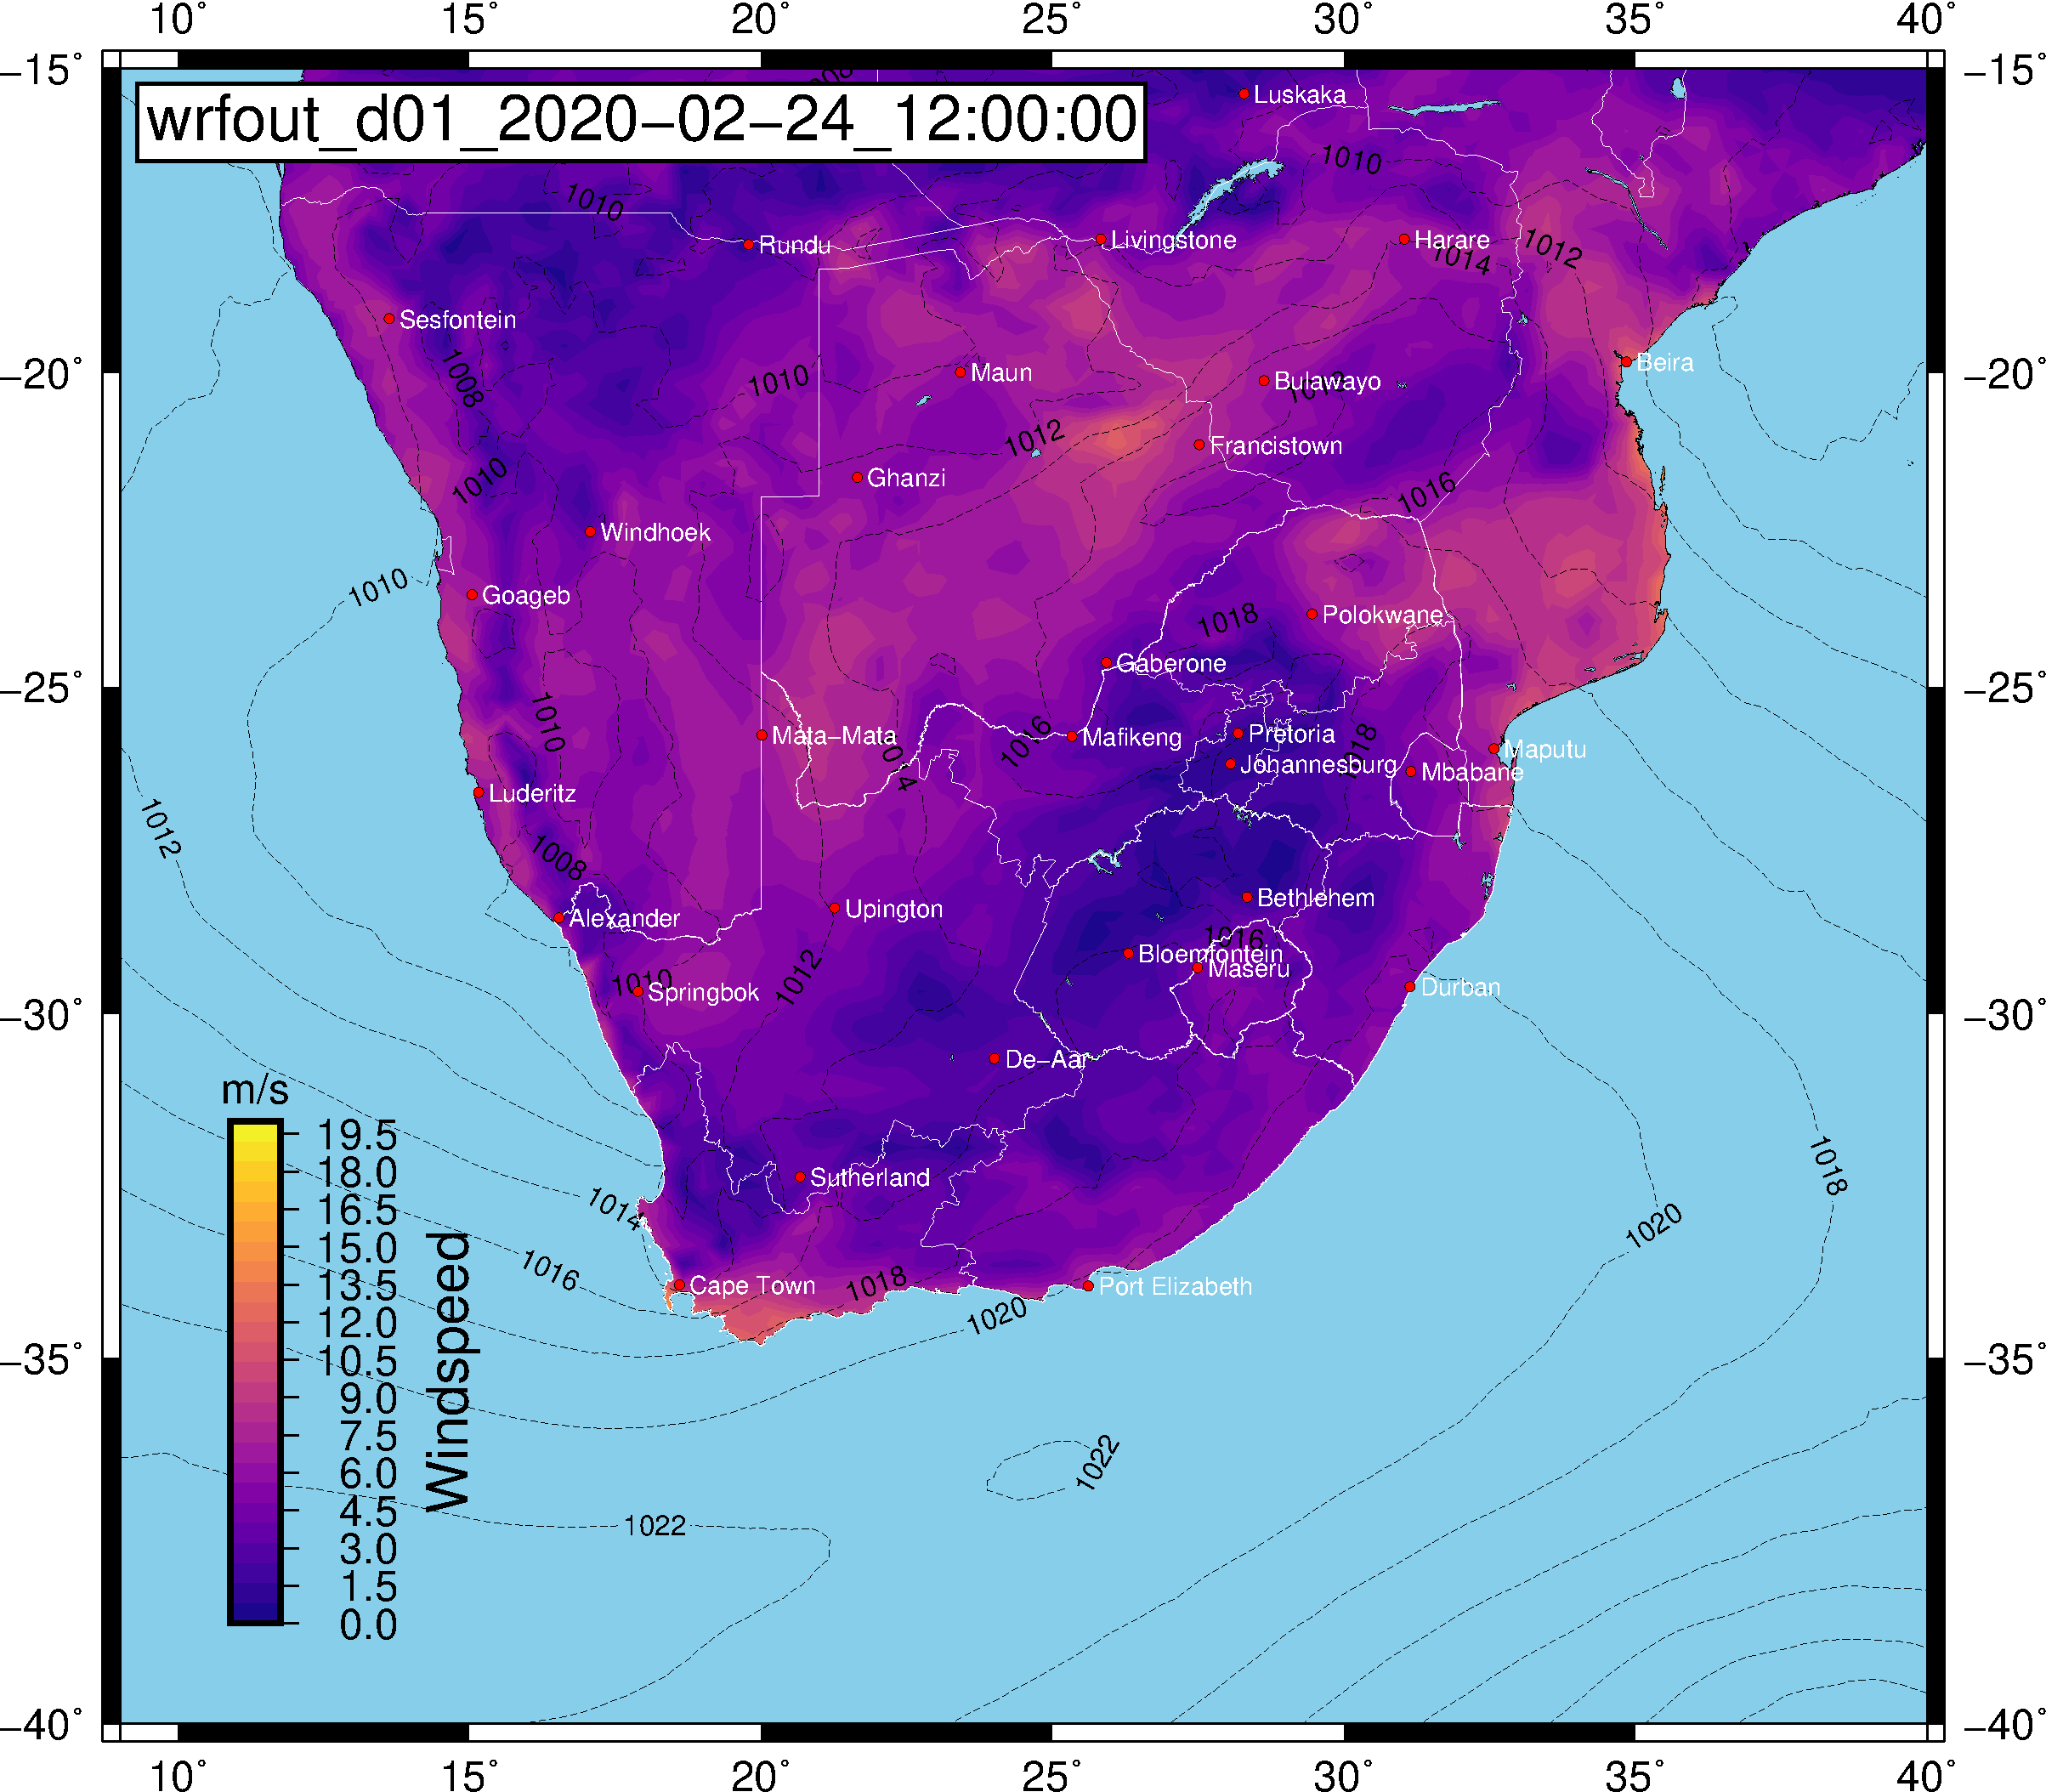 10° 15° 20° 25° 30° 35° 40°
−15° −15°
wrfout_d01_2020−02−24_12:00:00
Luskaka
1010
1010
Rundu
Livingstone
Harare
1012
1014
Sesfontein
Beira
−20° −20°
1008
1010
Maun
Bulawayo
1012
Francistown
1010
Ghanzi
1016
Windhoek
1010
Goageb
1018
Polokwane
Gaberone
−25° −25°
1010
Mata−Mata
1014
1016
Mafikeng
Pretoria
1018
Maputu
Johannesburg
Mbabane
Luderitz
1012
1008
Alexander
Upington
Bethlehem
1016
Bloemfontein
Maseru
1010
Springbok
1012
Durban
−30° −30°
De−Aar
m/s
19.5
18.0
16.5
15.0
13.5
12.0
10.5
9.0
7.5
6.0
4.5
3.0
1.5
0.0
Windspeed
Sutherland
1014
1018
1020
1016
Cape Town
1018
Port Elizabeth
1020
−35° −35°
1022
1022
−40° −40°
10° 15° 20° 25° 30° 35° 40°